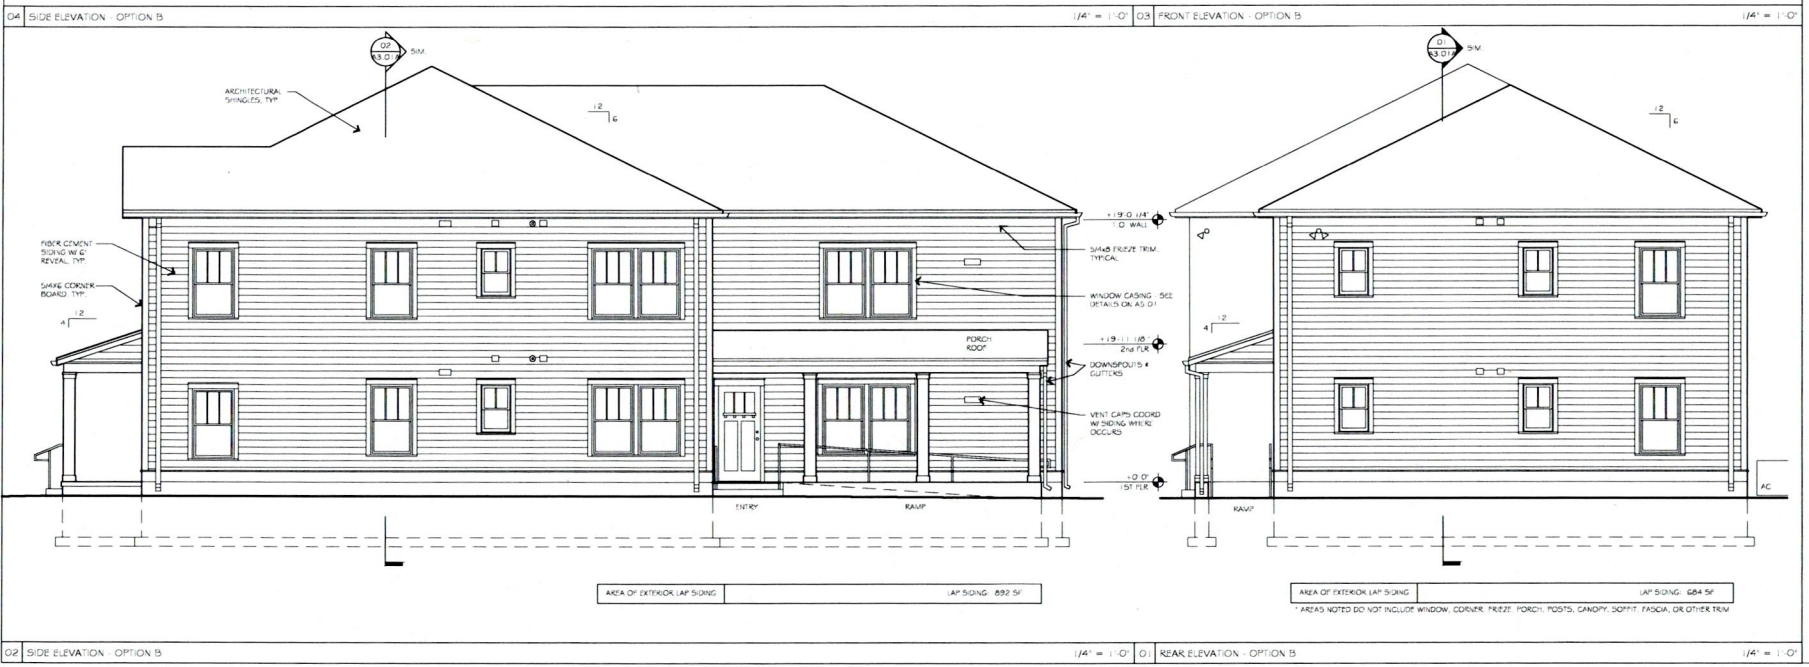 04 SIDE ELEVATION - OPTION B 1/4" = 1'-0"
03 FRONT ELEVATION - OPTION B 1/4" = 1'-0"
02
A3.01A
SIM.
01
A3.01A
SIM.
ARCHITECTURAL
SHINGLES, TYP
12
6
12
6
+19'-0 1/4"
T.O. WALL
FIBER CEMENT
SIDING W/ 6"
REVEAL, TYP.
5/4x8 FRIEZE TRIM,
TYPICAL
5/4X6 CORNER
BOARD, TYP.
WINDOW CASING - SEE
DETAILS ON A5.01
12
4
12
4
PORCH
ROOF
+19'-11 1/8"
2nd FLR
DOWNSPOUTS &
GUTTERS
VENT CAPS COORD
W/ SIDING WHERE
OCCURS
+0'-0"
1ST FLR
AC
ENTRY
RAMP
RAMP
AREA OF EXTERIOR LAP SIDING LAP SIDING: 892 SF
AREA OF EXTERIOR LAP SIDING LAP SIDING: 684 SF
* AREAS NOTED DO NOT INCLUDE WINDOW, CORNER, FRIEZE, PORCH, POSTS, CANOPY, SOFFIT, FASCIA, OR OTHER TRIM
02 SIDE ELEVATION - OPTION B 1/4" = 1'-0"
01 REAR ELEVATION - OPTION B 1/4" = 1'-0"